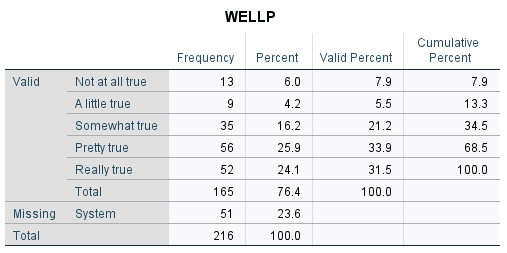 WELLP
Frequency Percent Valid Percent Cumulative Percent
Valid Not at all true 13 6.0 7.9 7.9
A little true 9 4.2 5.5 13.3
Somewhat true 35 16.2 21.2 34.5
Pretty true 56 25.9 33.9 68.5
Really true 52 24.1 31.5 100.0
Total 165 76.4 100.0
Missing System 51 23.6
Total 216 100.0